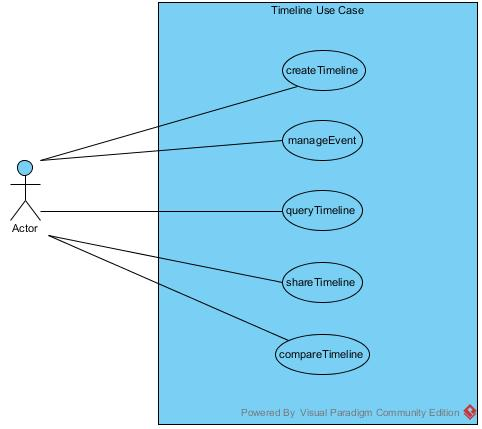 Timeline Use Case
createTimeline
manageEvent
queryTimeline
Actor
shareTimeline
compareTimeline
Powered By Visual Paradigm Community Edition